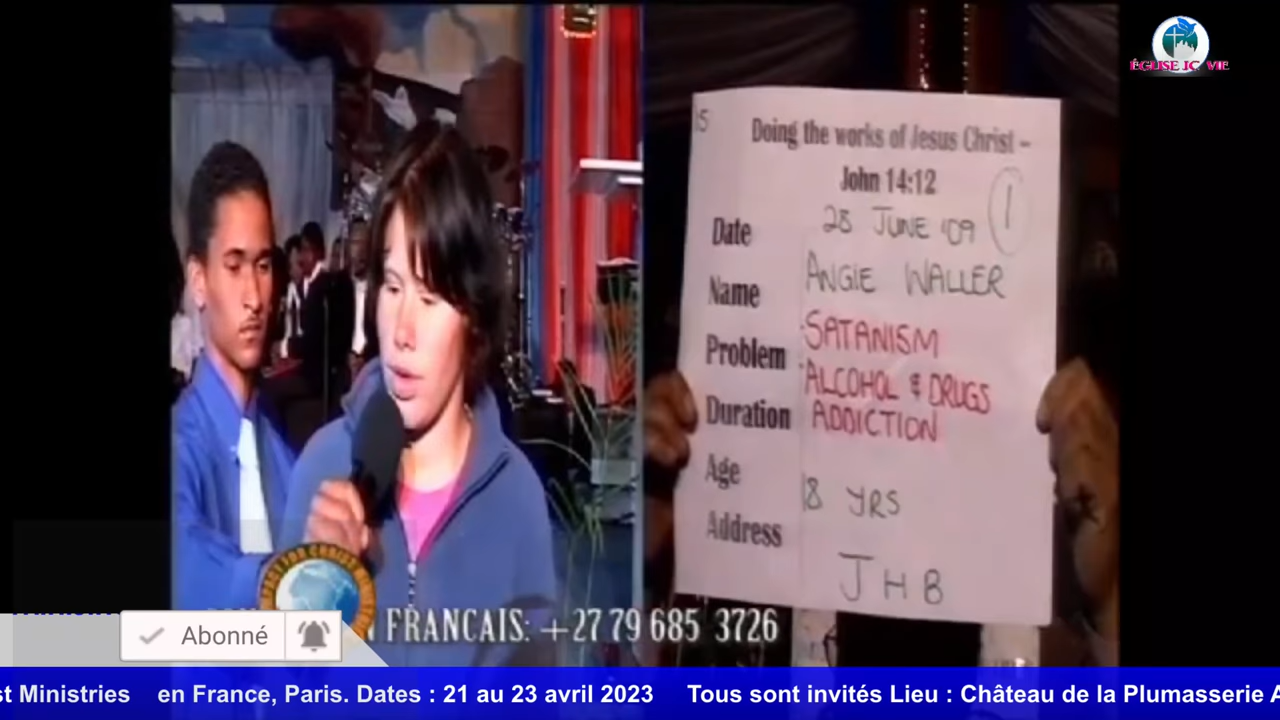 ÉGLISE JC VIE
15
Doing the works of Jesus Christ –
John 14:12
1
Date 28 JUNE '09
Name ANGIE WALLER
Problem SATANISM
ALCOHOL & DRUGS
Duration ADDICTION
Age 18 YRS
Address JHB
FOR CHRIST
FRANCAIS: +27 79 685 3726
Abonné
st Ministries en France, Paris. Dates : 21 au 23 avril 2023 Tous sont invités Lieu : Château de la Plumasserie A